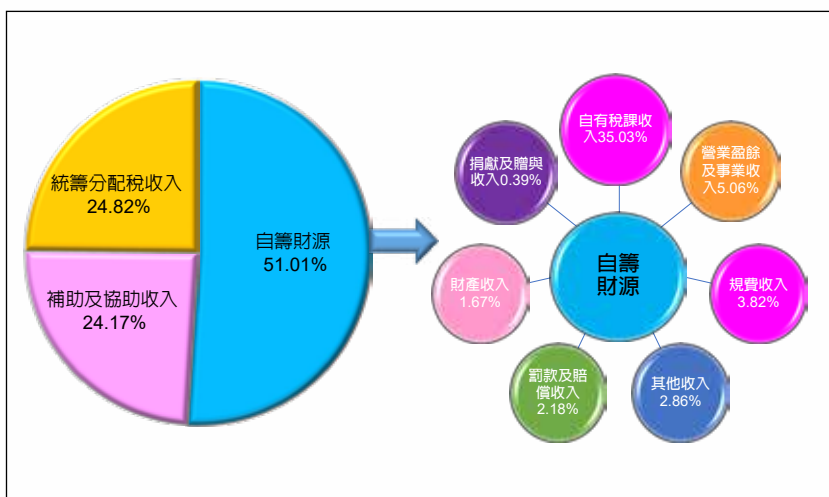 統籌分配稅收入
24.82%
補助及協助收入
24.17%
自籌財源
51.01%
自籌
財源
自有稅課收
入35.03%
營業盈餘
及事業收
入5.06%
規費收入
3.82%
其他收入
2.86%
罰款及賠
償收入
2.18%
財產收入
1.67%
捐獻及贈與
收入0.39%